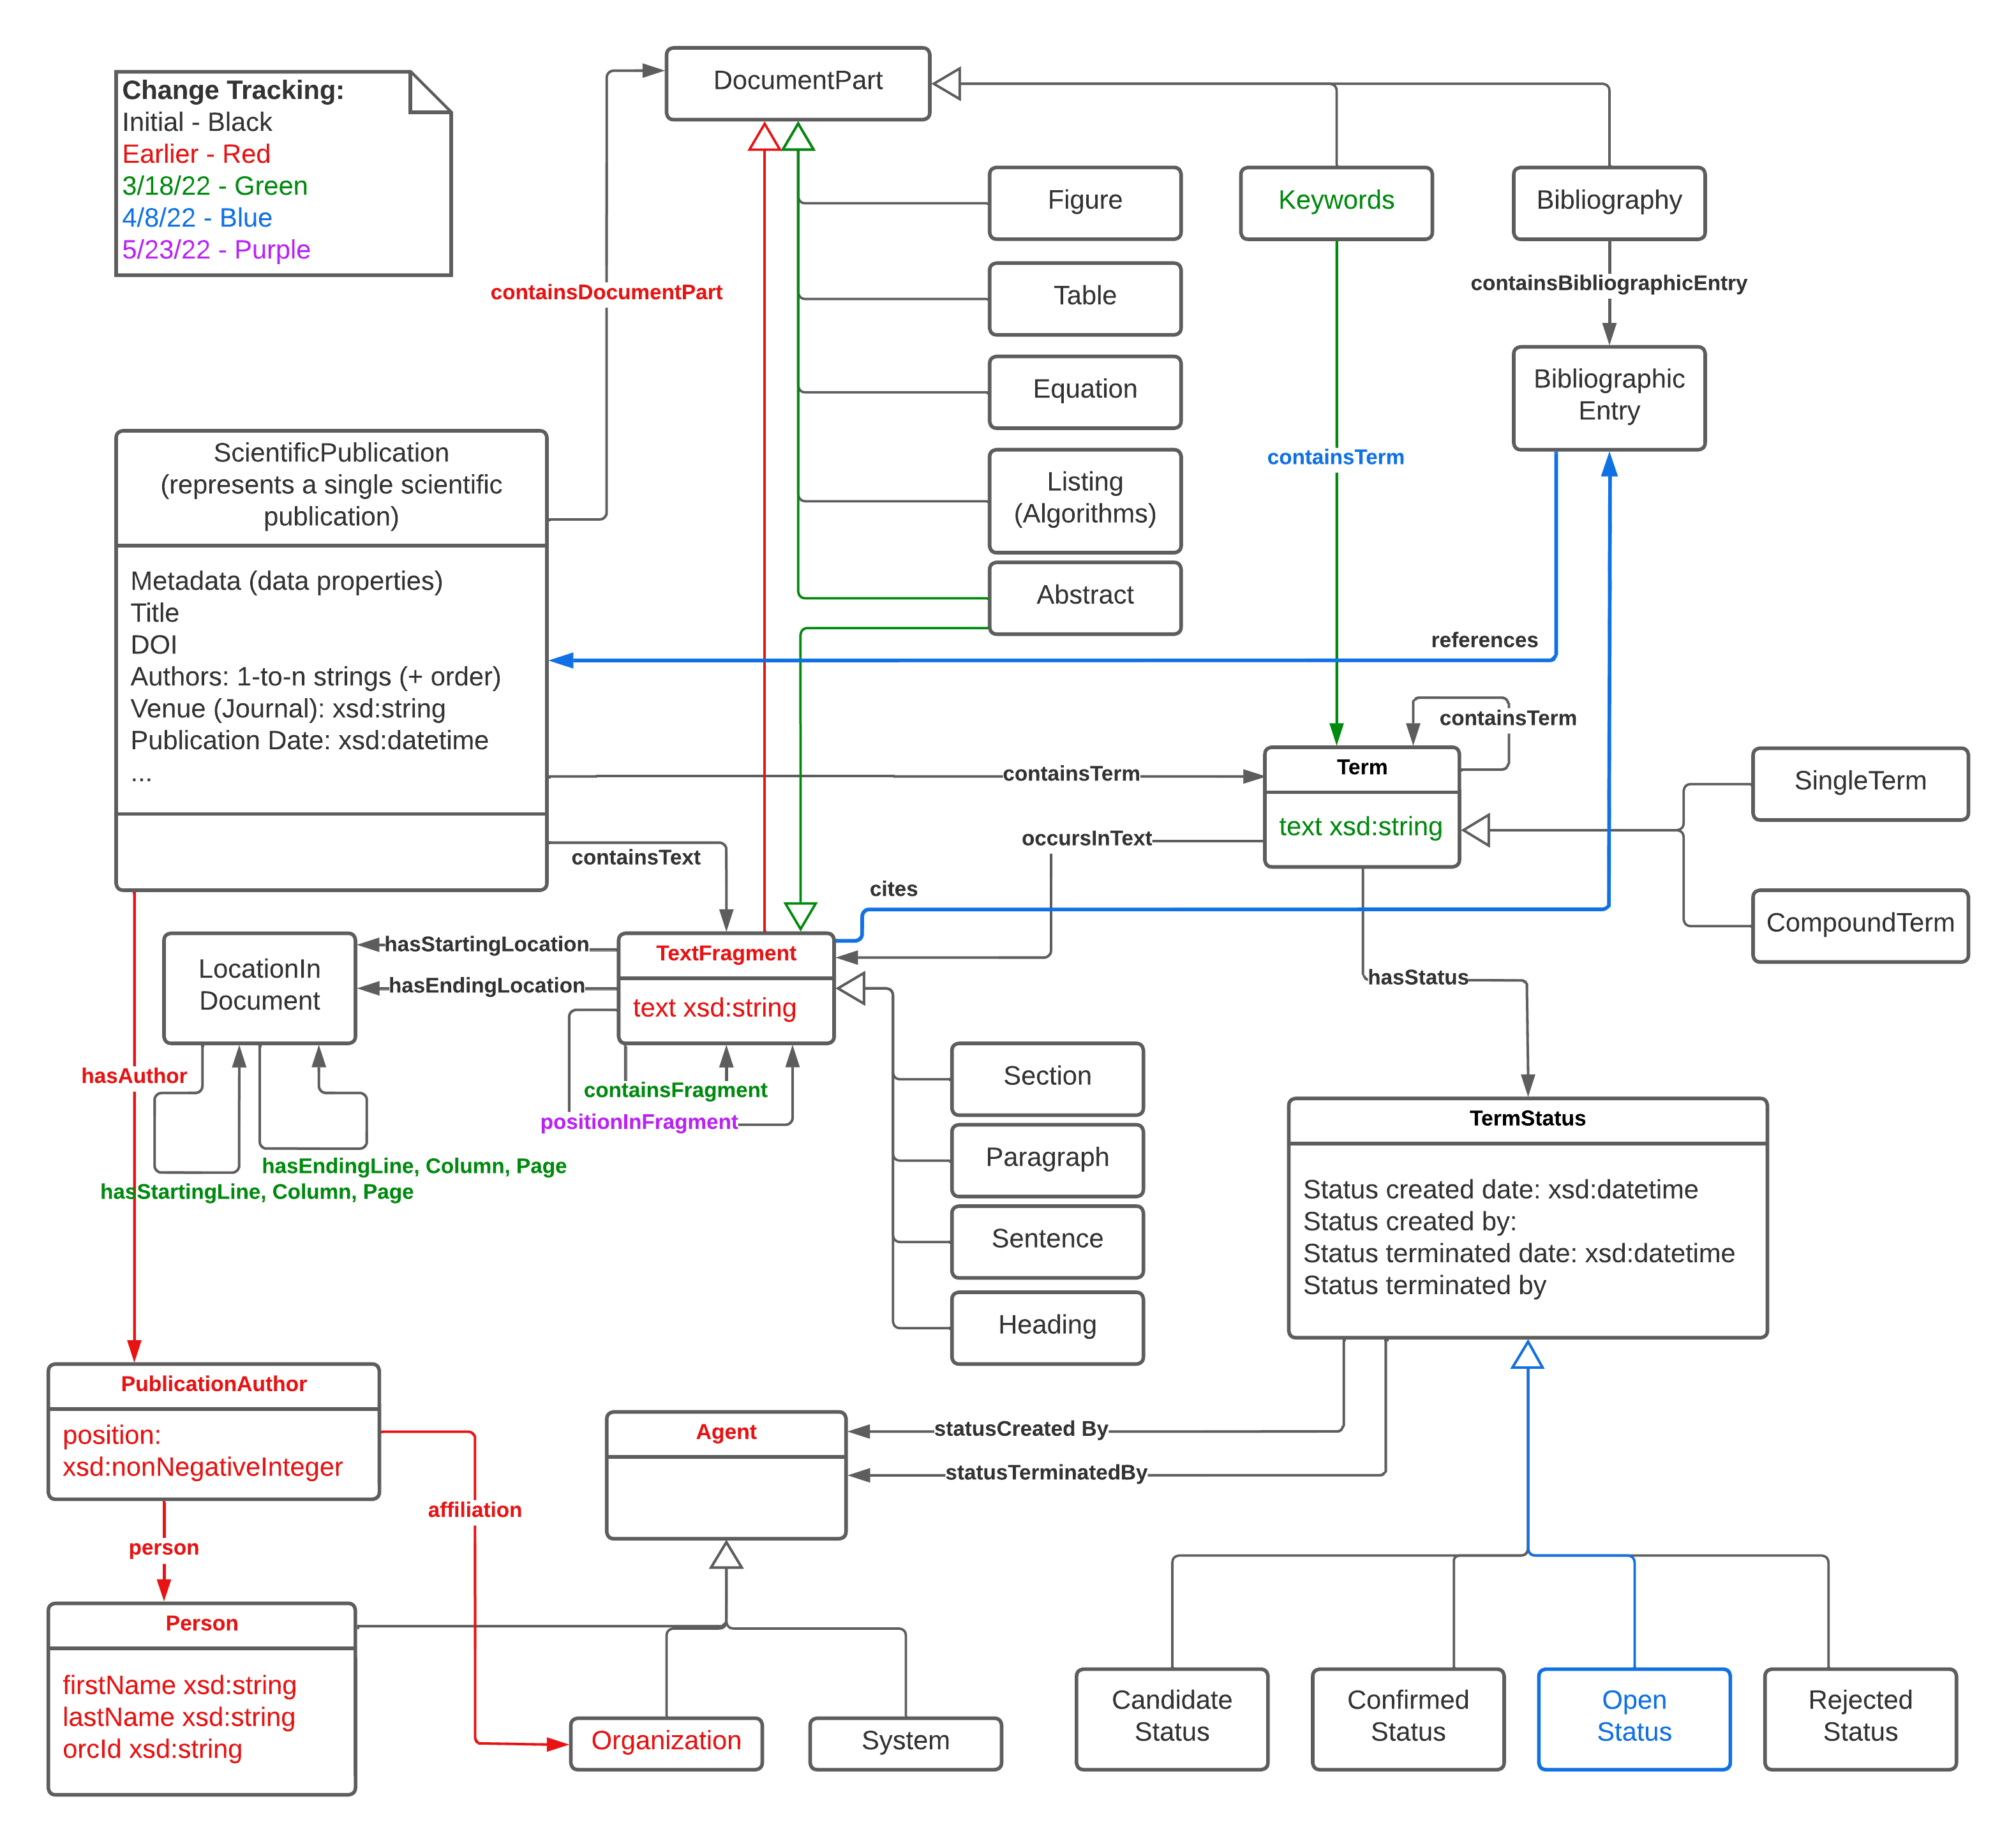 Change Tracking:
Initial - Black
Earlier - Red
3/18/22 - Green
4/8/22 - Blue
5/23/22 - Purple
DocumentPart
Figure
Keywords
Bibliography
containsDocumentPart
Table
containsBibliographicEntry
Equation
Bibliographic
Entry
containsTerm
Listing
(Algorithms)
Abstract
ScientificPublication
(represents a single scientific
publication)
Metadata (data properties)
Title
DOI
Authors: 1-to-n strings (+ order)
Venue (Journal): xsd:string
Publication Date: xsd:datetime
...
references
containsTerm
containsTerm
Term
text xsd:string
SingleTerm
CompoundTerm
occursInText
containsText
cites
hasStatus
LocationIn
Document
hasStartingLocation
hasEndingLocation
TextFragment
text xsd:string
containsFragment
positionInFragment
hasAuthor
hasEndingLine, Column, Page
hasStartingLine, Column, Page
Section
Paragraph
Sentence
Heading
TermStatus
Status created date: xsd:datetime
Status created by:
Status terminated date: xsd:datetime
Status terminated by
PublicationAuthor
position:
xsd:nonNegativeInteger
Agent
statusCreated By
statusTerminatedBy
affiliation
person
Person
firstName xsd:string
lastName xsd:string
orcId xsd:string
Organization
System
Candidate
Status
Confirmed
Status
Open
Status
Rejected
Status